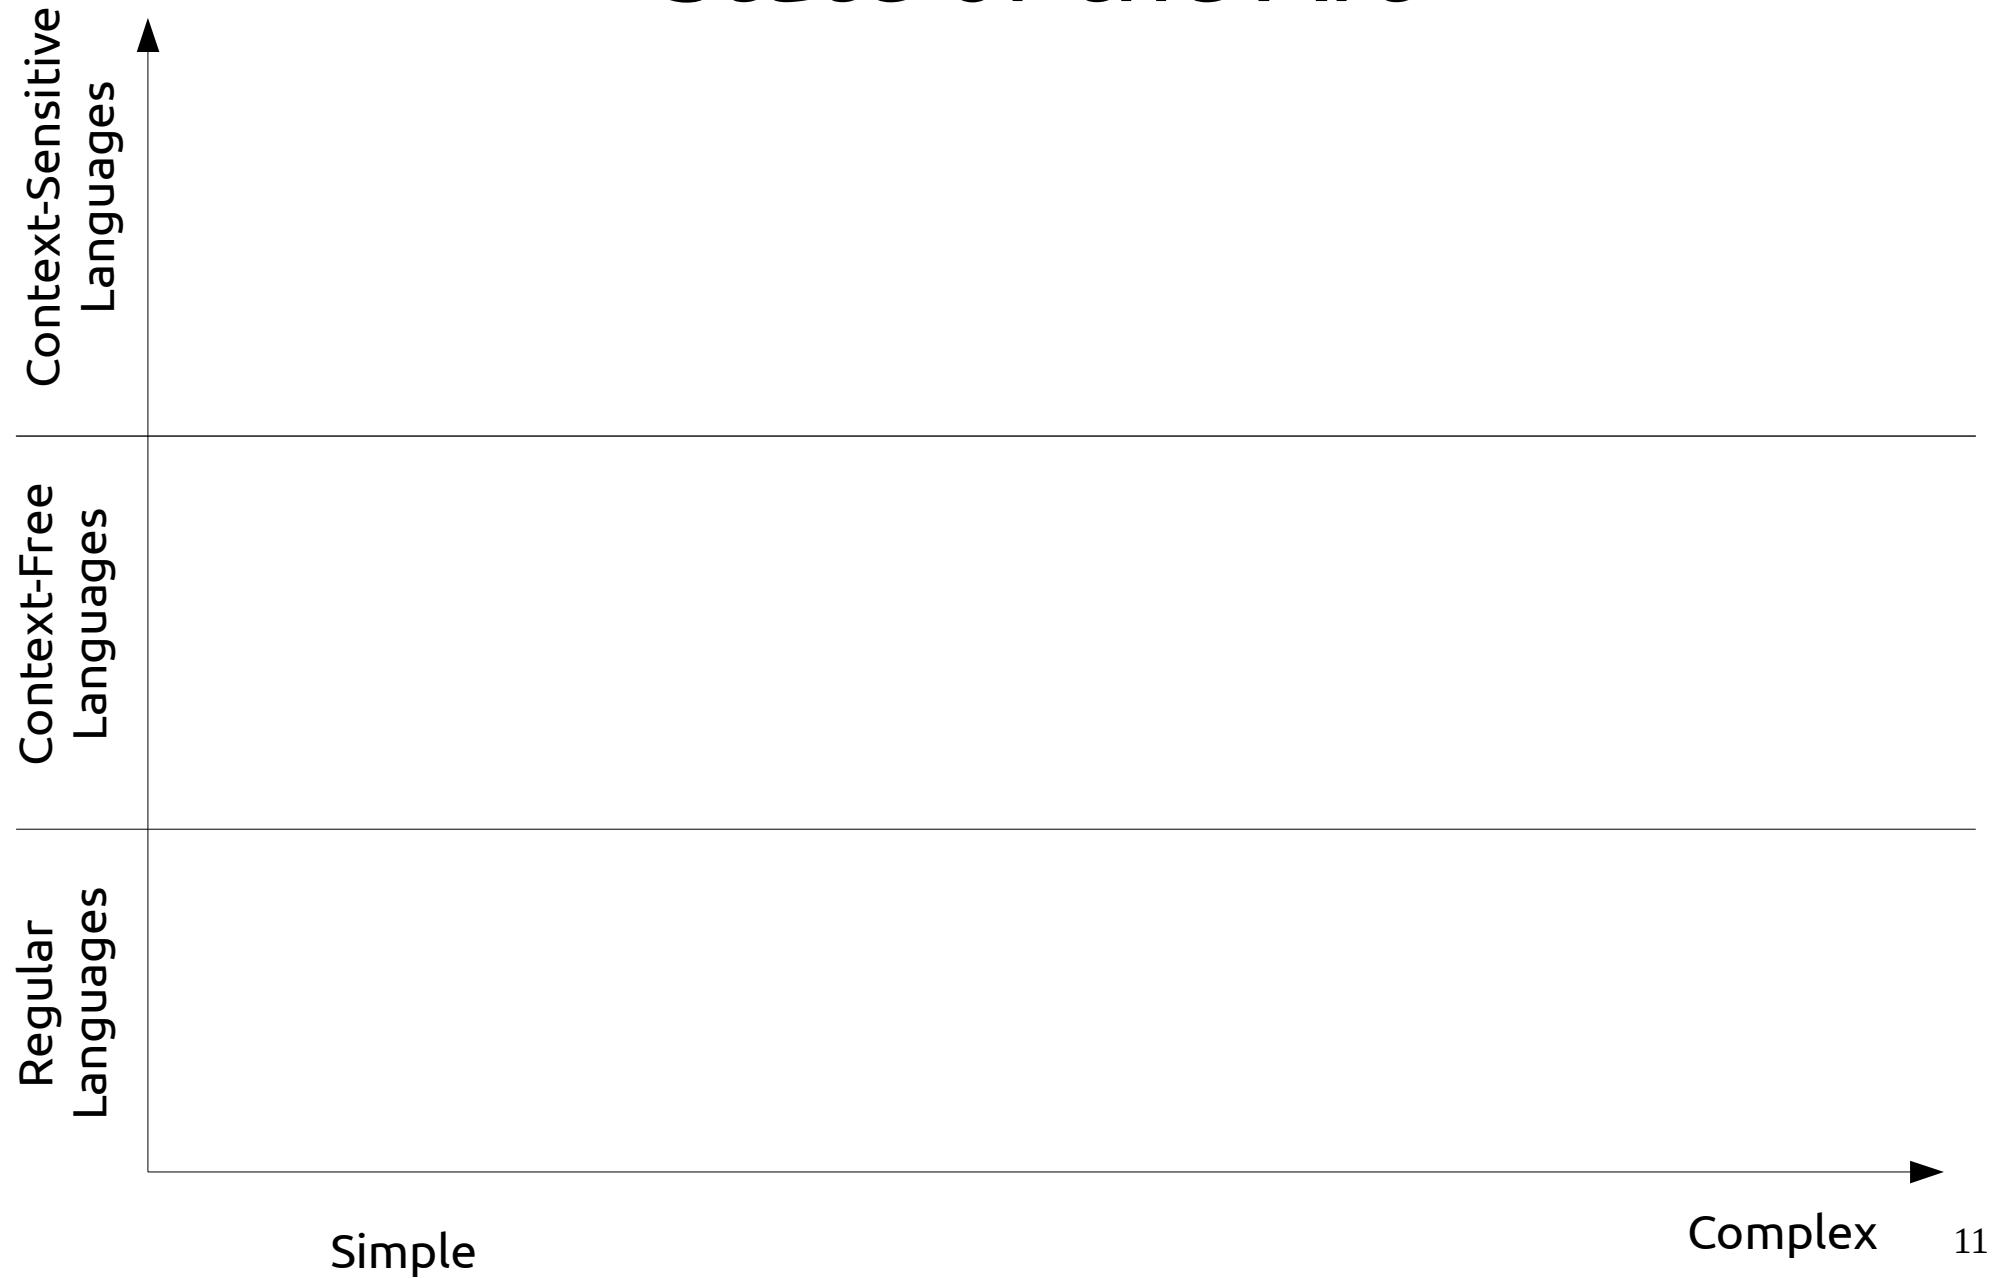 Context-Sensitive
Languages
Context-Free
Languages
Regular
Languages
Simple
Complex
11